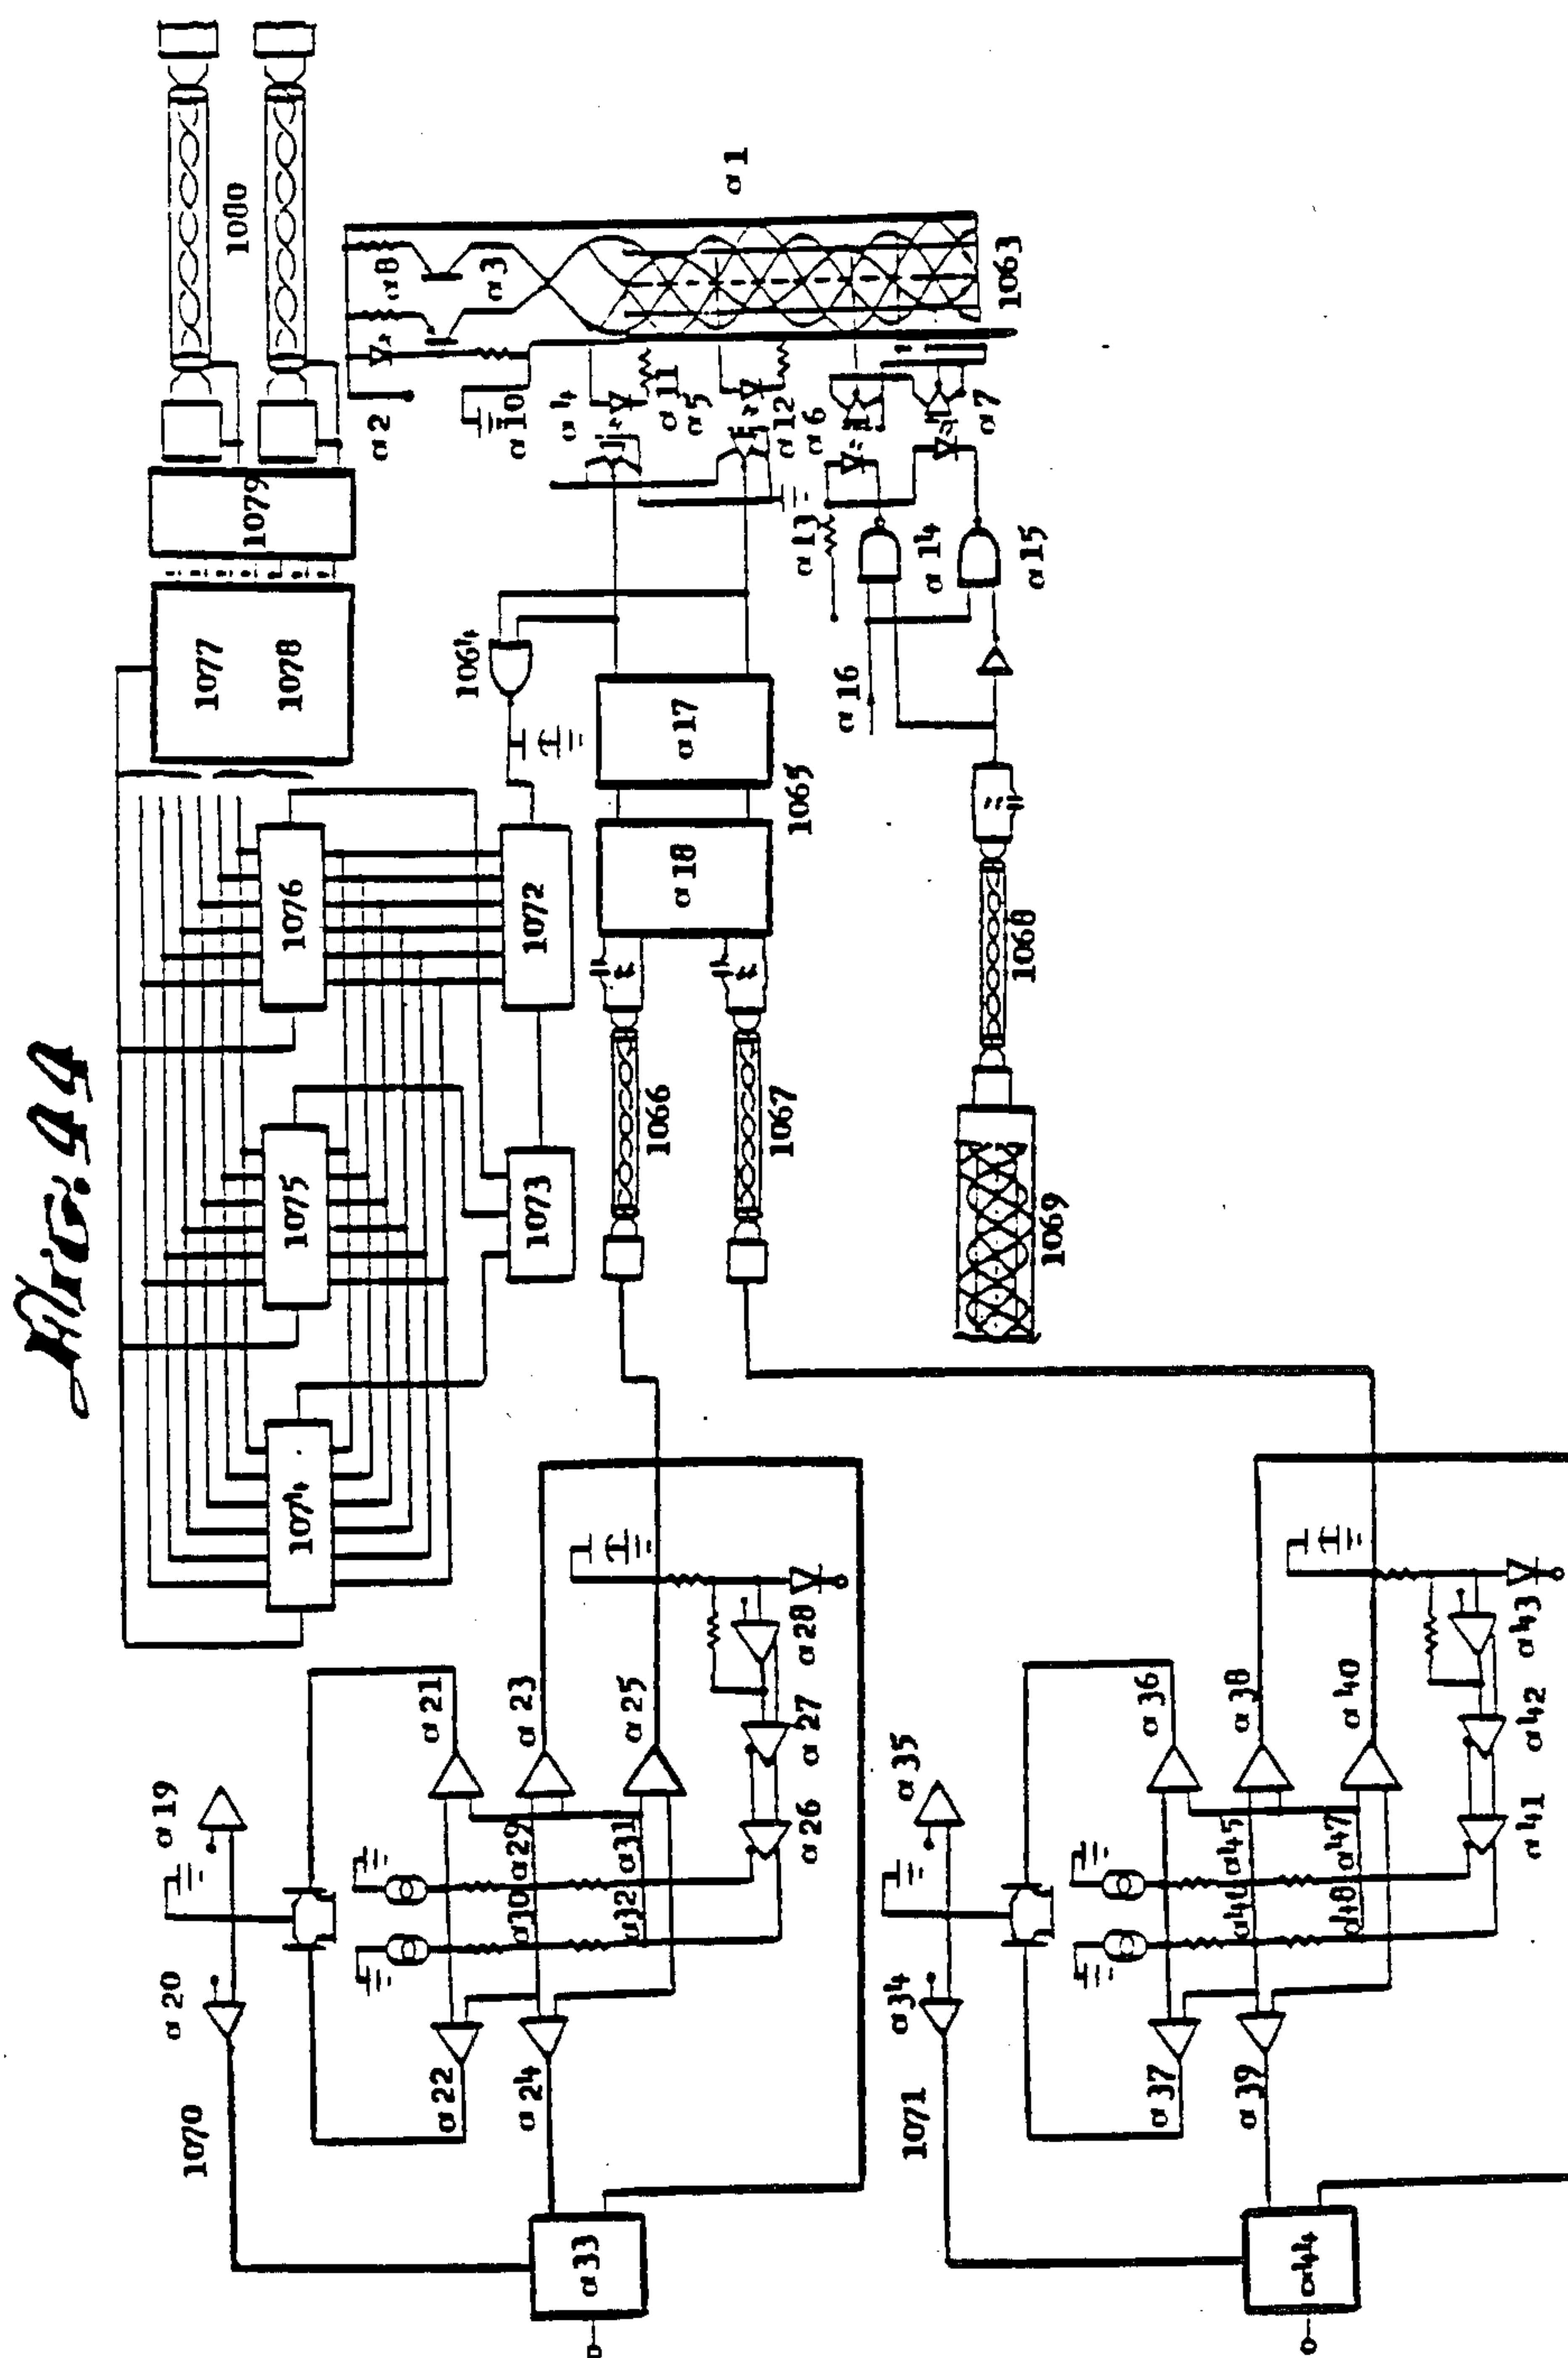 Fig. 44
1080
1079
1077
1078
1076
1075
1074
1072
1073
1064
α 1
α 2
α 8
α 3
α 10
α 4
α 11
α 5
α 12
α 6
α 7
α 13
α 14
α 15
α 16
1063
α 17
α 18
1065
1066
1067
1068
1069
1070
α 19
α 20
α 21
α 22
α 23
α 24
α 25
α 26
α 27
α 28
α 29
α 30
α 31
α 32
α 33
1071
α 34
α 35
α 36
α 37
α 38
α 39
α 40
α 41
α 42
α 43
α 44
α 45
α 46
α 47
α 48